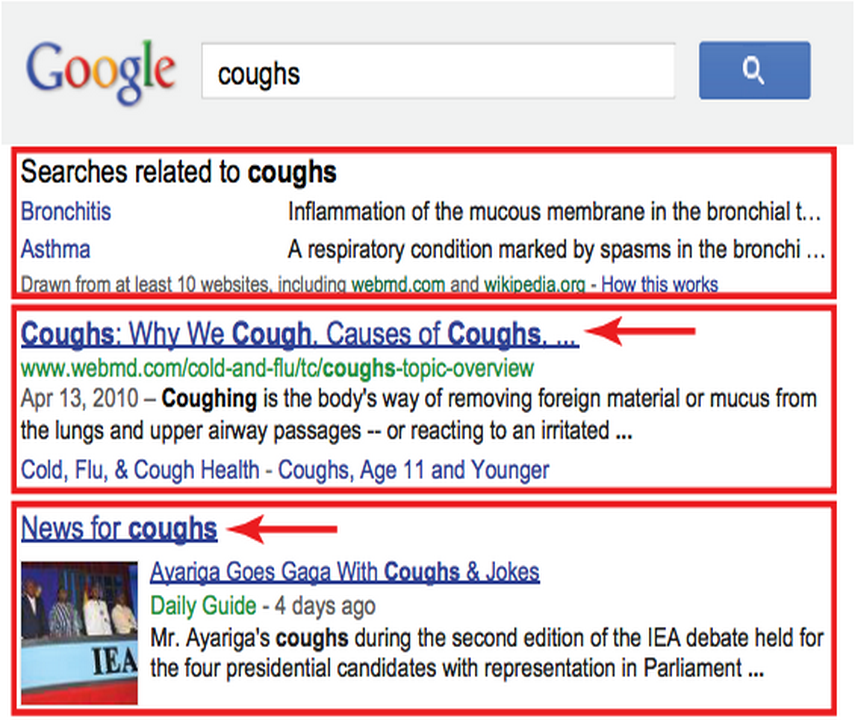 Google coughs
Searches related to coughs
Bronchitis Inflammation of the mucous membrane in the bronchial t...
Asthma A respiratory condition marked by spasms in the bronchi ...
Drawn from at least 10 websites, including webmd.com and wikipedia.org - How this works
Coughs: Why We Cough, Causes of Coughs, ...
www.webmd.com/cold-and-flu/tc/coughs-topic-overview
Apr 13, 2010 – Coughing is the body's way of removing foreign material or mucus from
the lungs and upper airway passages -- or reacting to an irritated ...
Cold, Flu, & Cough Health - Coughs, Age 11 and Younger
News for coughs
Ayariga Goes Gaga With Coughs & Jokes
Daily Guide - 4 days ago
Mr. Ayariga's coughs during the second edition of the IEA debate held for
the four presidential candidates with representation in Parliament ...
IEA